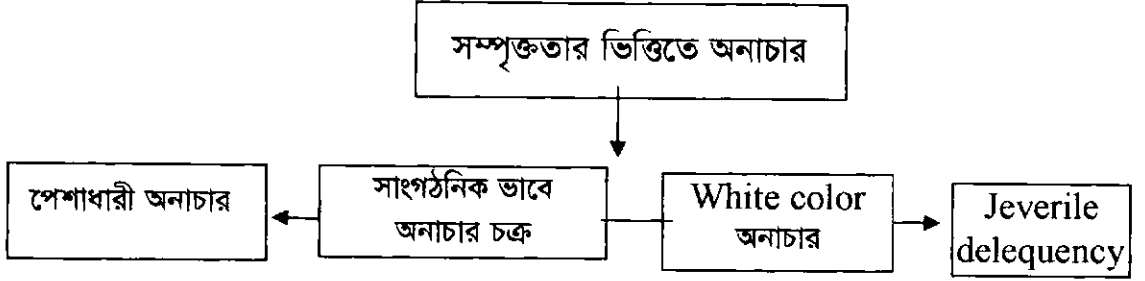 সম্পৃক্ততার ভিত্তিতে অনাচার
পেশাধারী অনাচার
সাংগঠনিক ভাবে
অনাচার চক্র
White color
অনাচার
Jeverile
delequency